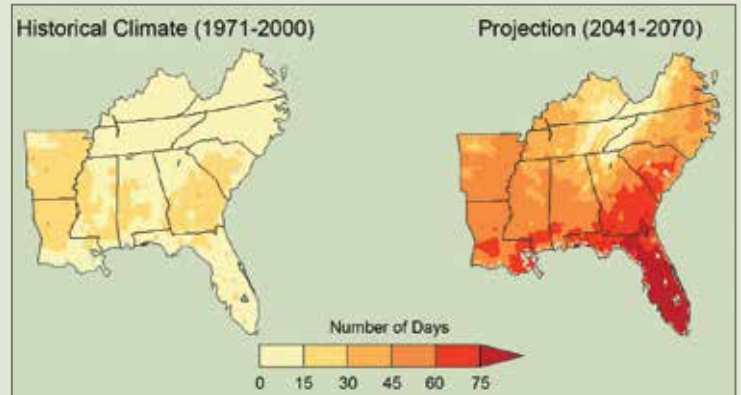 Historical Climate (1971-2000)
Projection (2041-2070)
Number of Days
0 15 30 45 60 75